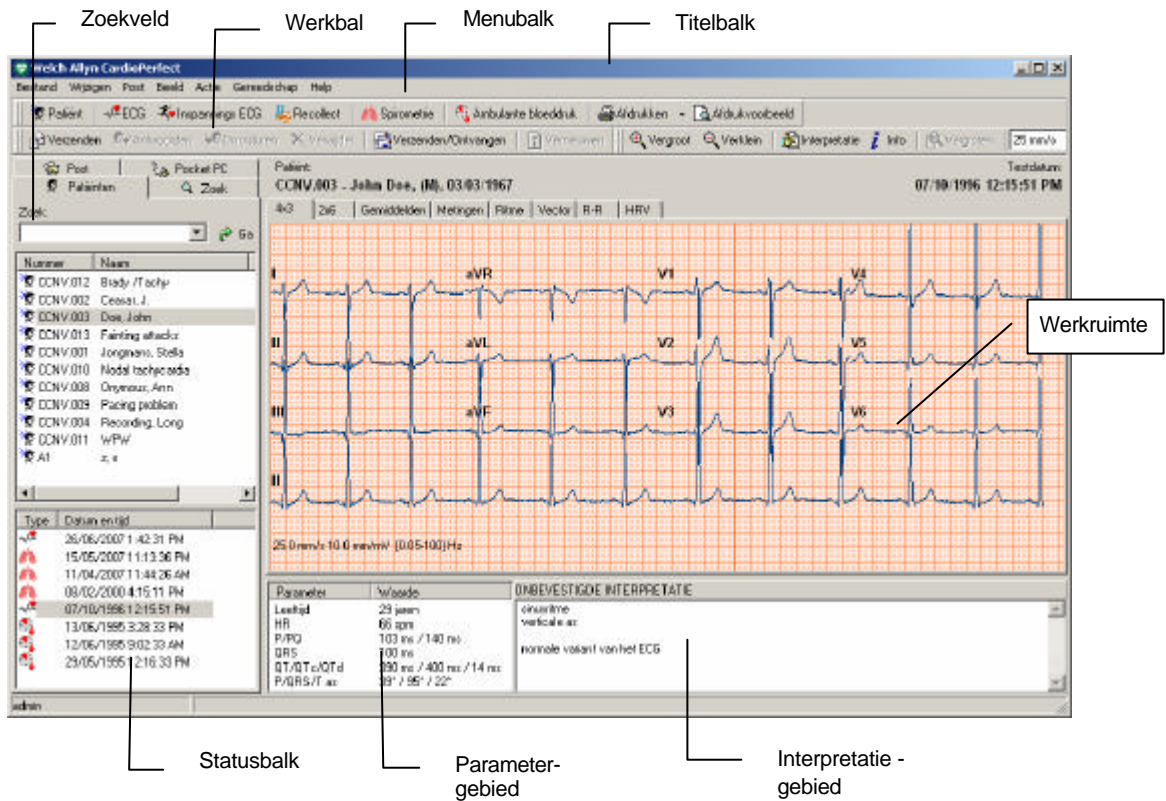 Zoekveld
Werkbal
Menubalk
Titelbalk
Welch Allyn CardioPerfect
Bestand Wijzigen Post Beeld Actie Gereedschap Help
Patiënt ECG Inspannings ECG Recollect Spirometrie Ambulante bloeddruk Afdrukken Afdrukvoorbeeld
Verzenden Verzenden/Ontvangen Vernieuwen Vergroot Verklein Interpretatie Info Vergroten 25 mm/s
Post Pocket PC
Patiënten Zoek
Zoek:
Go
Patiënt:
CCNV.003 - John Doe, (M), 03/03/1967
Testdatum:
07/10/1996 12:15:51 PM
4x3 2x6 Gemiddelden Metingen Ritme Vector R-R HRV
Nummer Naam
CCNV.012 Brady /Tachy
CCNV.002 Ceasar, J.
CCNV.003 Doe, John
CCNV.013 Fainting attacks
CCNV.001 Jongmans, Stella
CCNV.010 Nodal tachycardia
CCNV.008 Onymous, Ann
CCNV.009 Pacing problem
CCNV.004 Recording, Long
CCNV.011 WPW
A1 z, e
I aVR V1 V4
II aVL V2 V5
III aVF V3 V6
II
25.0 mm/s 10.0 mm/mV [0.05-100] Hz
Werkruimte
Type Datum en tijd
26/06/2007 1:42:31 PM
15/05/2007 11:13:36 PM
11/04/2007 11:44:26 AM
08/02/2000 4:15:11 PM
07/10/1996 12:15:51 PM
13/06/1995 3:28:33 PM
12/06/1995 9:02:33 AM
29/05/1995 12:16:33 PM
Parameter Waarde
Leeftijd 29 jaren
HR 66 spm
P/PQ 103 ms / 140 ms
QRS 100 ms
QT/QTc/QTd 390 ms / 400 ms / 14 ms
P/QRS/T as 39° / 95° / 22°
ONBEVESTIGDE INTERPRETATIE
sinusritme
verticale as
normale variant van het ECG
admin
Statusbalk
Parameter-
gebied
Interpretatie -
gebied